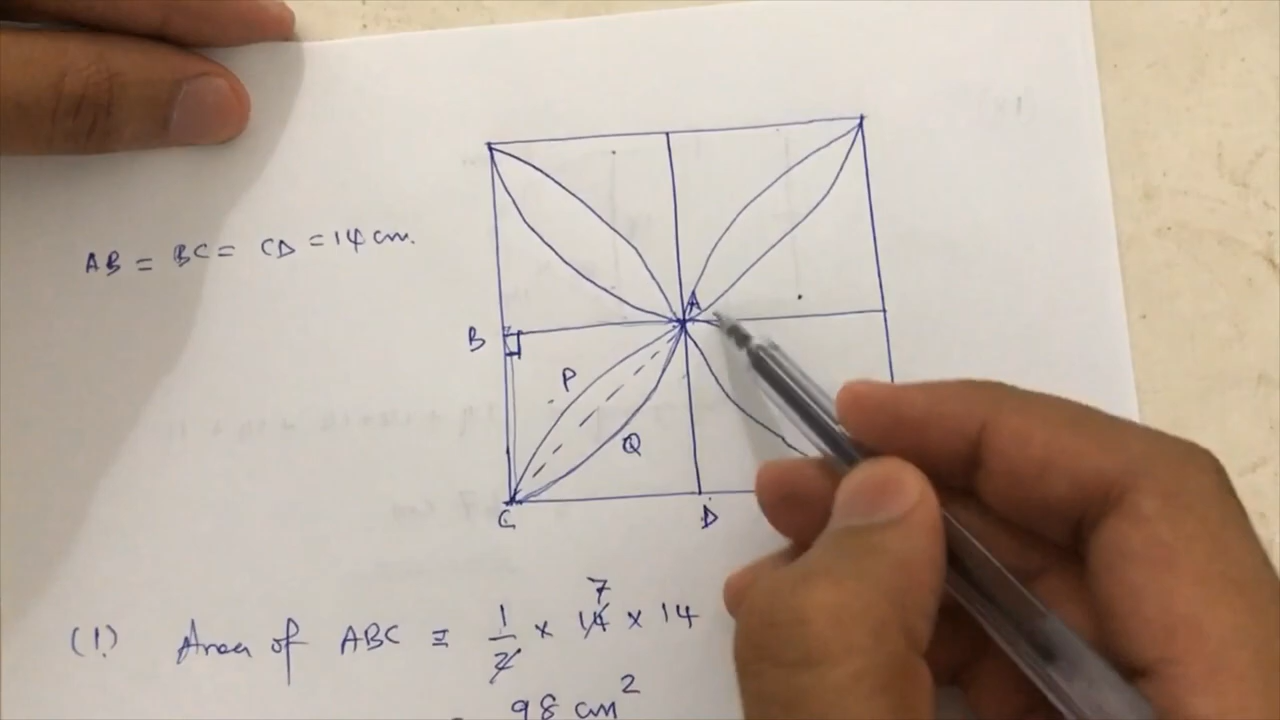 AB = BC = CD = 14 cm.
A
B
P
Q
C
D
(1.) Area of ABC = 1/2 x 14 x 14
7
= 98 cm²